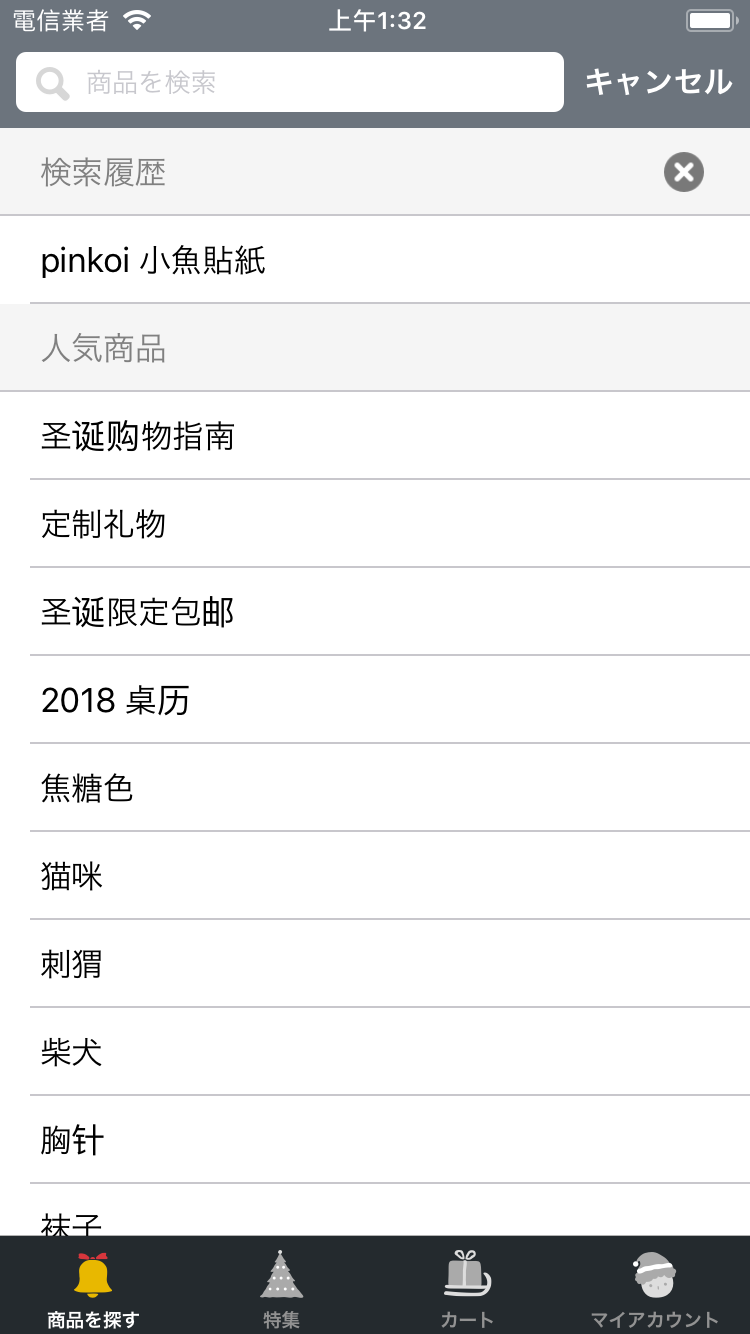 電信業者 上午1:32
商品を検索 キャンセル
検索履歴
pinkoi 小魚貼紙
人気商品
圣诞购物指南
定制礼物
圣诞限定包邮
2018 桌历
焦糖色
猫咪
刺猬
柴犬
胸针
袜子
商品を探す 特集 カート マイアカウント